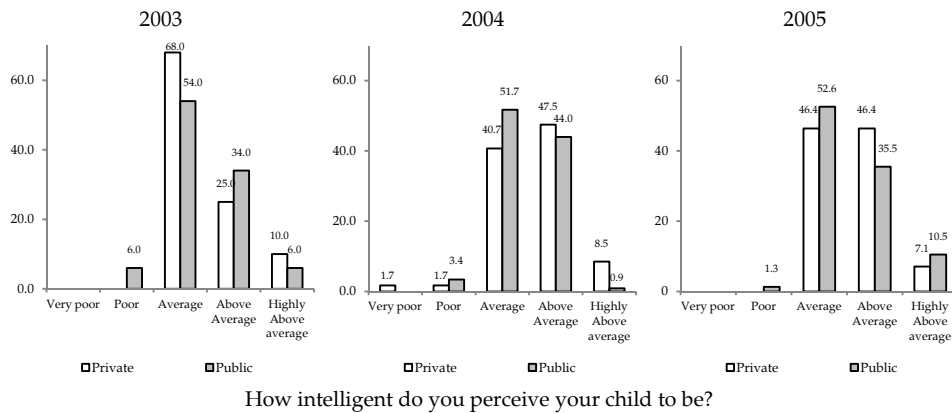 2003
60.0
40.0
20.0
0.0
68.0
54.0
34.0
25.0
10.0
6.0
6.0
Very poor
Poor
Average
Above Average
Highly Above average
Private
Public
2004
60.0
40.0
20.0
0.0
1.7
1.7
3.4
40.7
51.7
47.5
44.0
8.5
0.9
Very poor
Poor
Average
Above Average
Highly Above average
Private
Public
2005
60
40
20
0
1.3
46.4
52.6
46.4
35.5
7.1
10.5
Very poor
Poor
Average
Above Average
Highly Above average
Private
Public
How intelligent do you perceive your child to be?